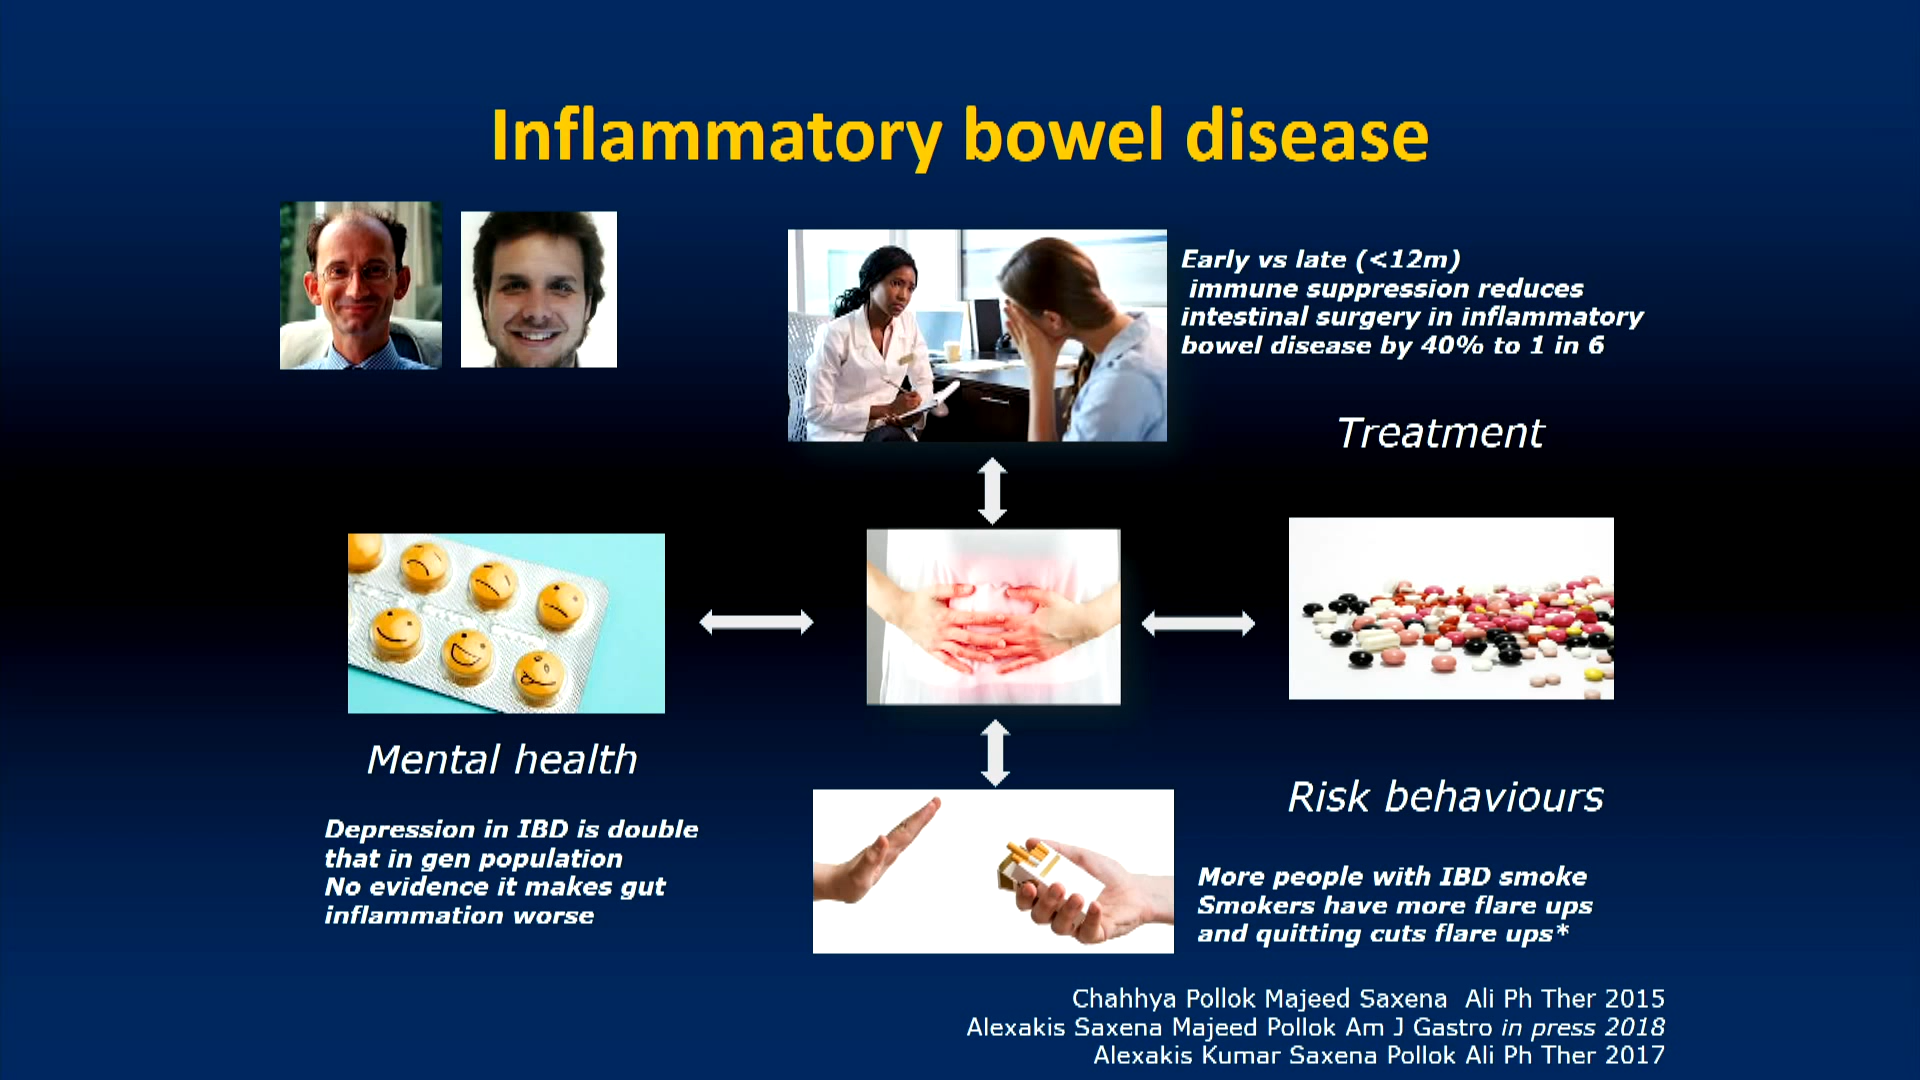 Inflammatory bowel disease
Early vs late (<12m)
immune suppression reduces
intestinal surgery in inflammatory
bowel disease by 40% to 1 in 6
Treatment
Mental health
Depression in IBD is double
that in gen population
No evidence it makes gut
inflammation worse
Risk behaviours
More people with IBD smoke
Smokers have more flare ups
and quitting cuts flare ups*
Chahhya Pollok Majeed Saxena Ali Ph Ther 2015
Alexakis Saxena Majeed Pollok Am J Gastro in press 2018
Alexakis Kumar Saxena Pollok Ali Ph Ther 2017